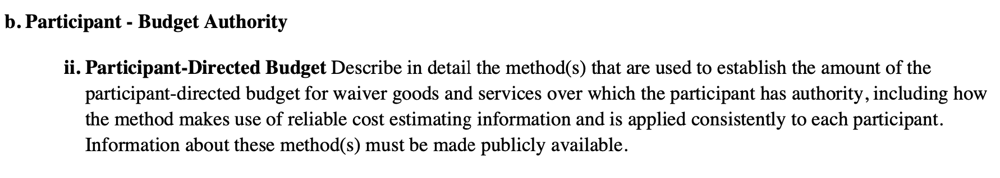 b. Participant - Budget Authority
ii. Participant-Directed Budget Describe in detail the method(s) that are used to establish the amount of the
participant-directed budget for waiver goods and services over which the participant has authority, including how
the method makes use of reliable cost estimating information and is applied consistently to each participant.
Information about these method(s) must be made publicly available.